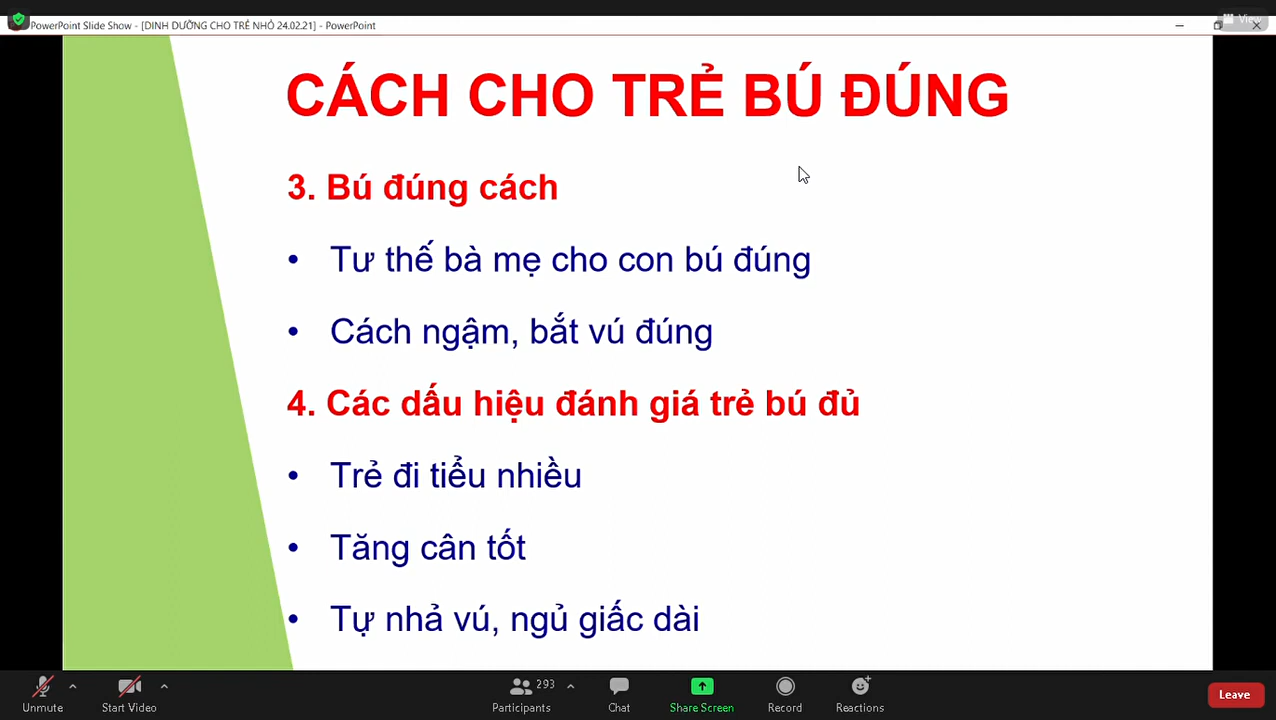 PowerPoint Slide Show - [DINH DƯỠNG CHO TRẺ NHỎ 24.02.21] - PowerPoint
View
CÁCH CHO TRẺ BÚ ĐÚNG
3. Bú đúng cách
• Tư thế bà mẹ cho con bú đúng
• Cách ngậm, bắt vú đúng
4. Các dấu hiệu đánh giá trẻ bú đủ
• Trẻ đi tiểu nhiều
• Tăng cân tốt
• Tự nhả vú, ngủ giấc dài
Unmute
Start Video
293
Participants
Chat
Share Screen
Record
Reactions
Leave